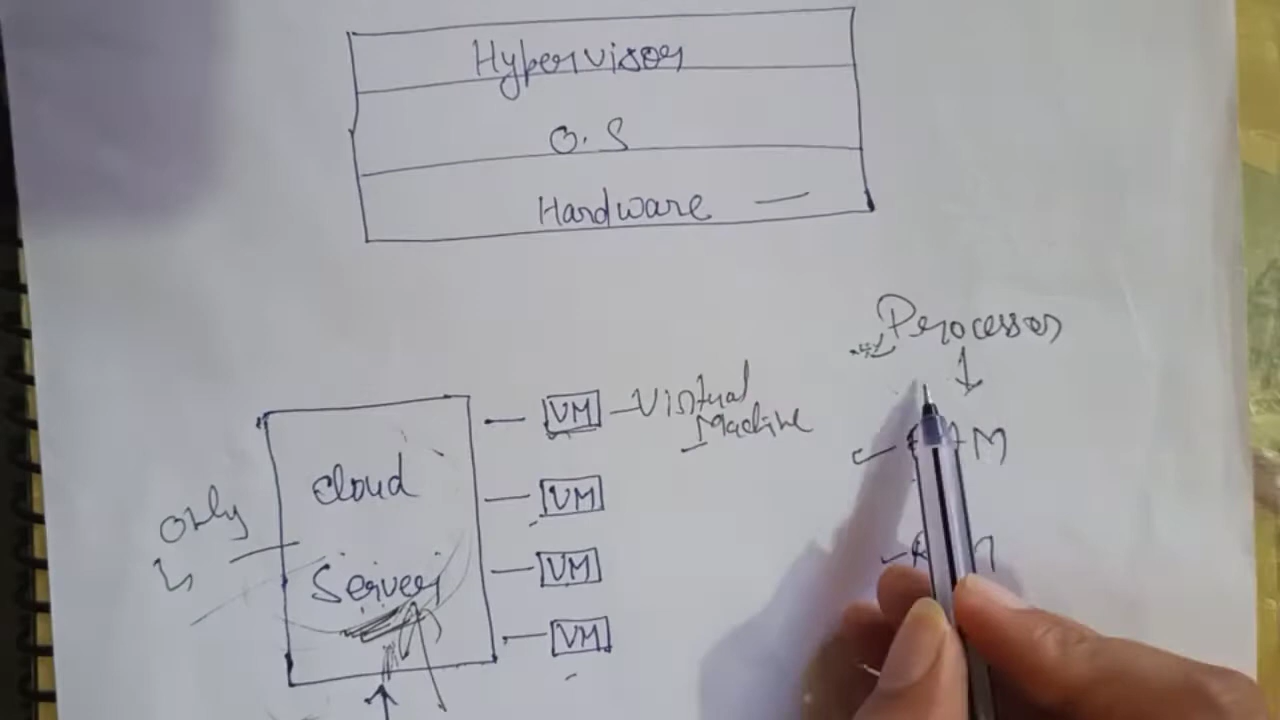 Hypervisor
O.S
Hardware
Processor
VM Virtual
Machine
only
Cloud
Server
VM
VM
VM